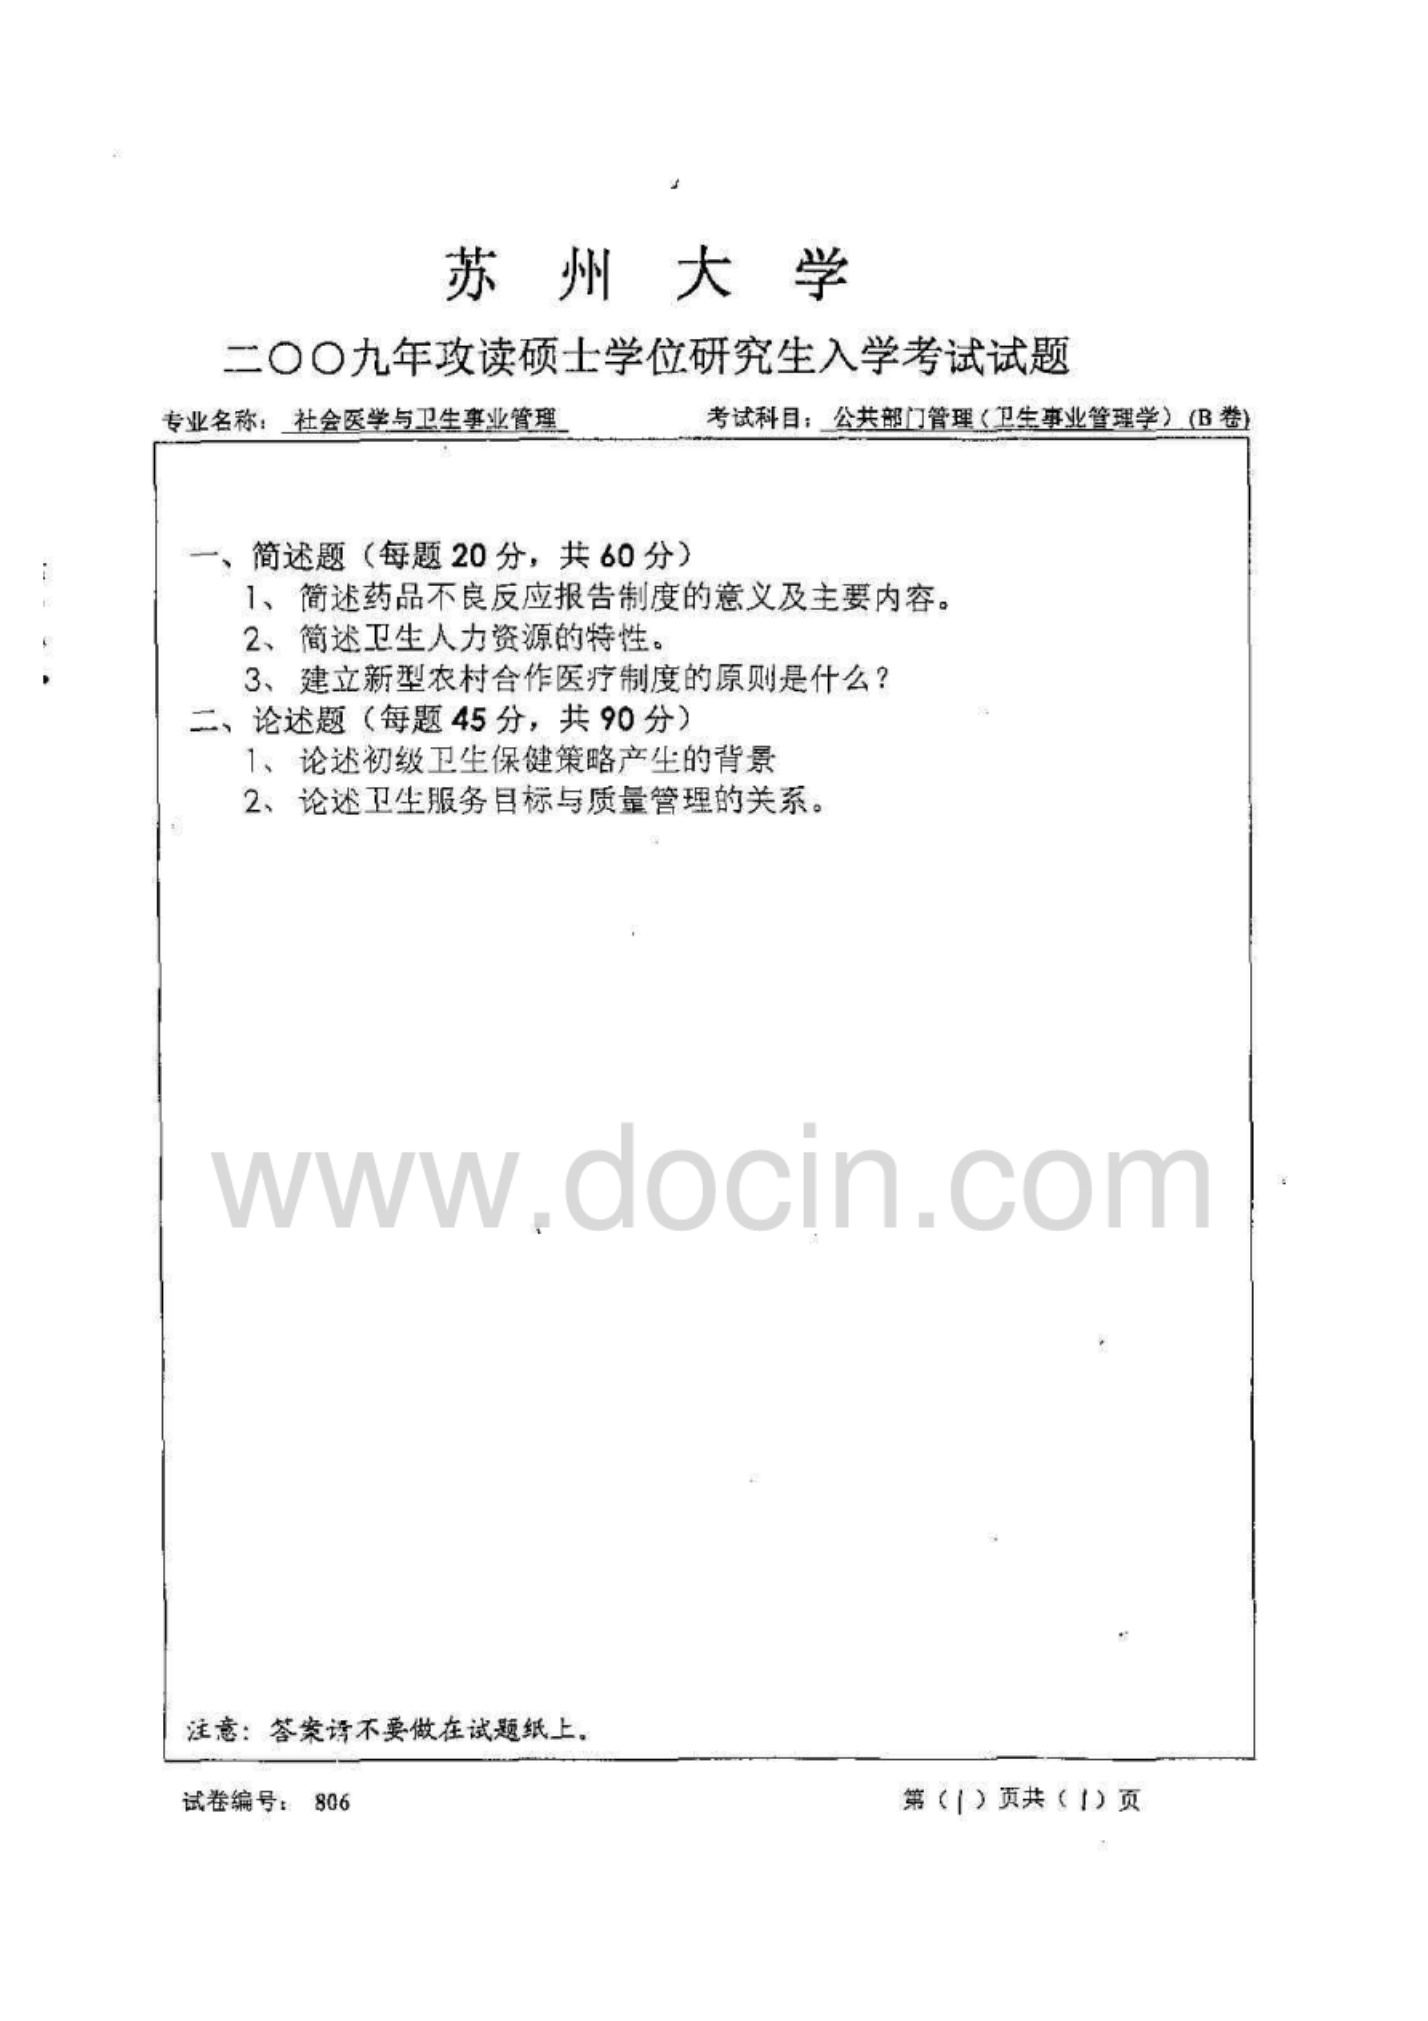 苏州大学
二〇〇九年攻读硕士学位研究生入学考试试题
专业名称： 社会医学与卫生事业管理 考试科目： 公共部门管理（卫生事业管理学）(B 卷)
一、简述题（每题 20 分，共 60 分）
1、 简述药品不良反应报告制度的意义及主要内容。
2、 简述卫生人力资源的特性。
3、 建立新型农村合作医疗制度的原则是什么？
二、论述题（每题 45 分，共 90 分）
1、 论述初级卫生保健策略产生的背景
2、 论述卫生服务目标与质量管理的关系。
www.docin.com
注意：答案请不要做在试题纸上。
试卷编号： 806 第（1）页共（1）页